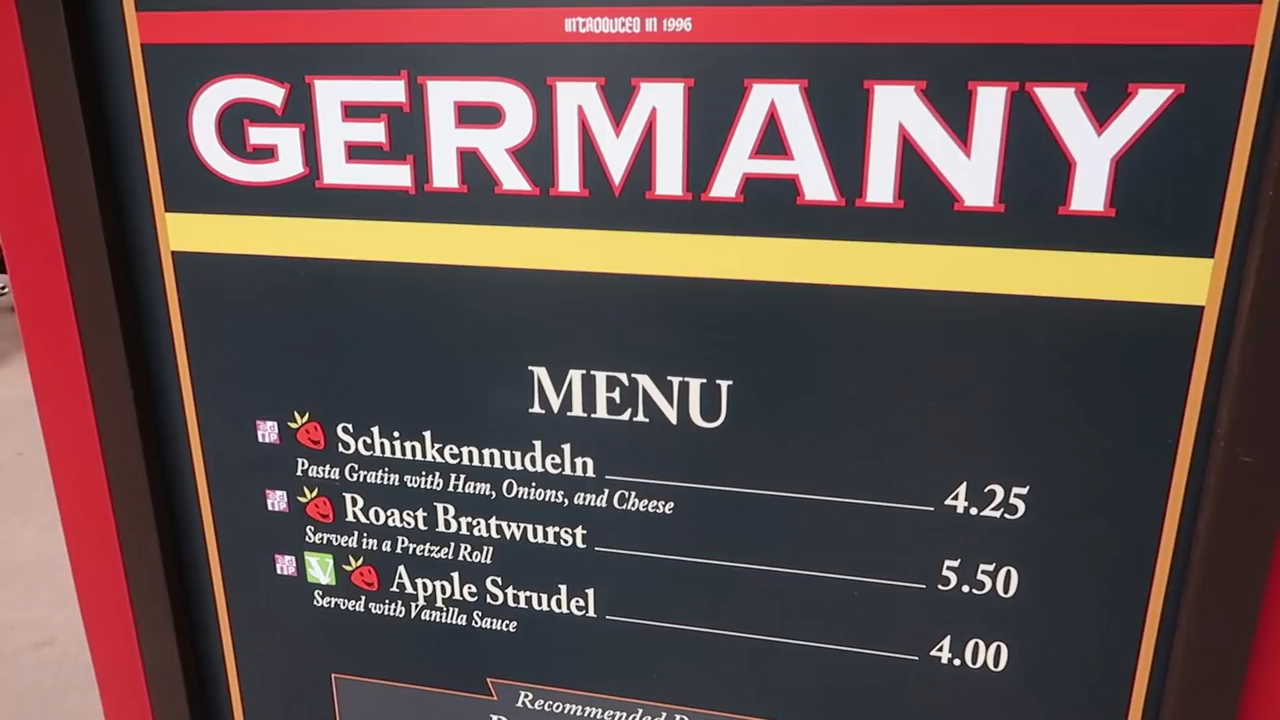 INTRODUCED IN 1996
GERMANY
MENU
Schinkennudeln 4.25
Pasta Gratin with Ham, Onions, and Cheese
Roast Bratwurst 5.50
Served in a Pretzel Roll
Apple Strudel 4.00
Served with Vanilla Sauce
Recommended